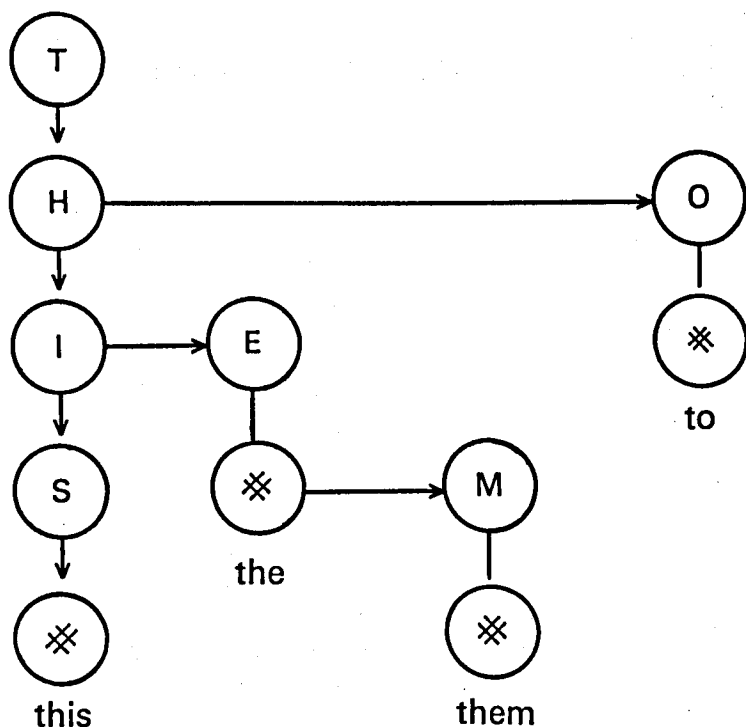 T
H O
I E
※
to
S ※ M
the
※ ※
this them